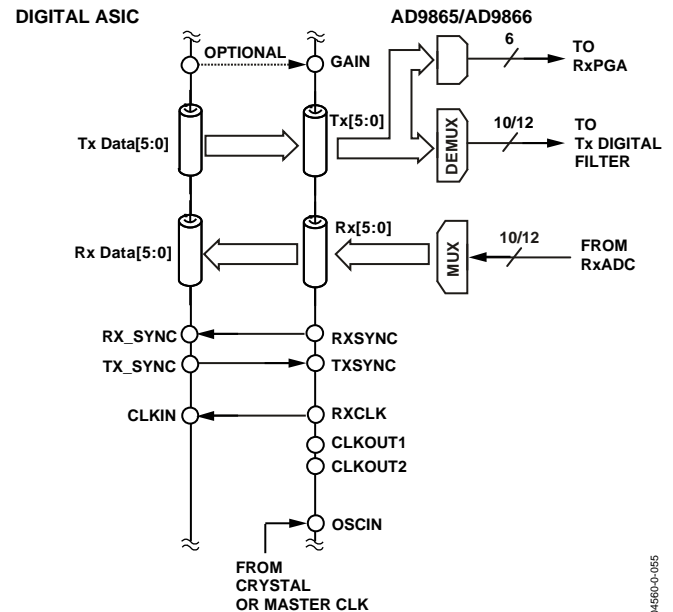 DIGITAL ASIC
AD9865/AD9866
OPTIONAL
GAIN
6
TO
RxPGA
Tx Data[5:0]
Tx[5:0]
DEMUX
10/12
TO
Tx DIGITAL
FILTER
Rx Data[5:0]
Rx[5:0]
MUX
10/12
FROM
RxADC
RX_SYNC
RXSYNC
TX_SYNC
TXSYNC
CLKIN
RXCLK
CLKOUT1
CLKOUT2
OSCIN
FROM
CRYSTAL
OR MASTER CLK
04560-0-055